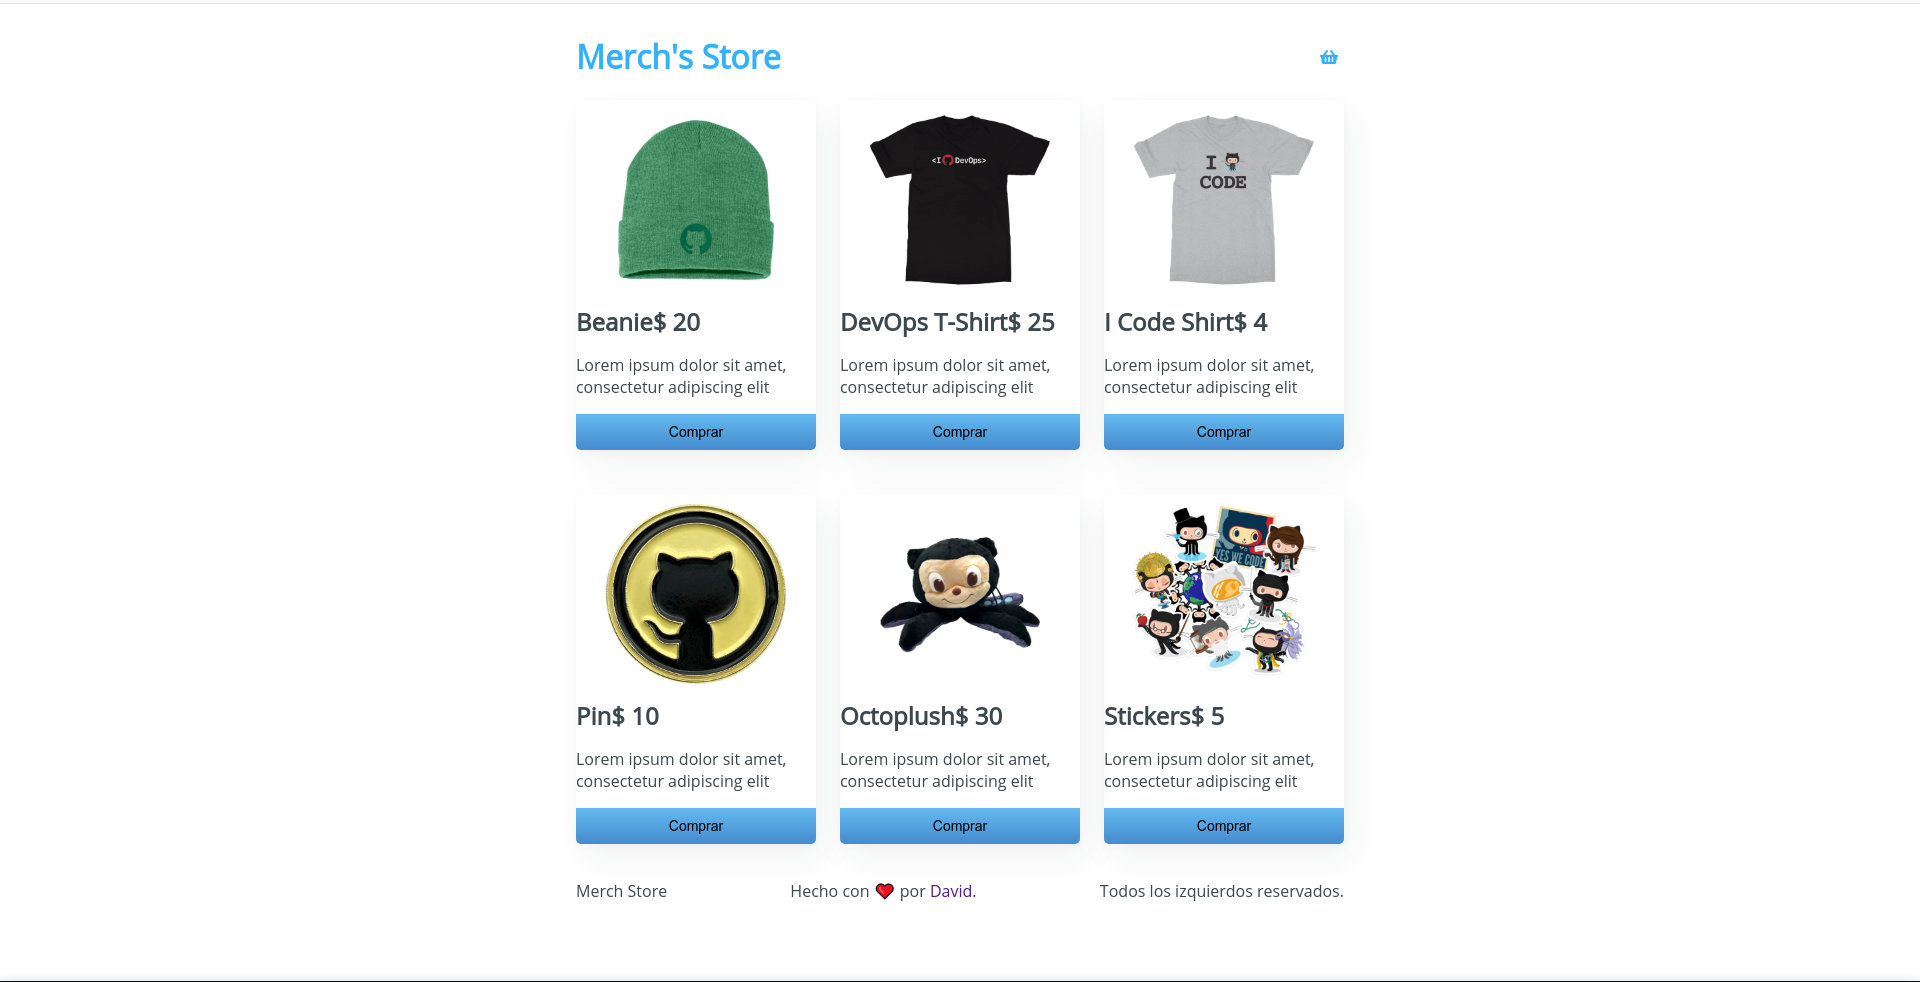 Merch's Store
<I DevOps>
I
CODE
Beanie$ 20
DevOps T-Shirt$ 25
I Code Shirt$ 4
Lorem ipsum dolor sit amet,
consectetur adipiscing elit
Lorem ipsum dolor sit amet,
consectetur adipiscing elit
Lorem ipsum dolor sit amet,
consectetur adipiscing elit
Comprar
Comprar
Comprar
YES WE CODE
Pin$ 10
Octoplush$ 30
Stickers$ 5
Lorem ipsum dolor sit amet,
consectetur adipiscing elit
Lorem ipsum dolor sit amet,
consectetur adipiscing elit
Lorem ipsum dolor sit amet,
consectetur adipiscing elit
Comprar
Comprar
Comprar
Merch Store
Hecho con ❤ por David.
Todos los izquierdos reservados.